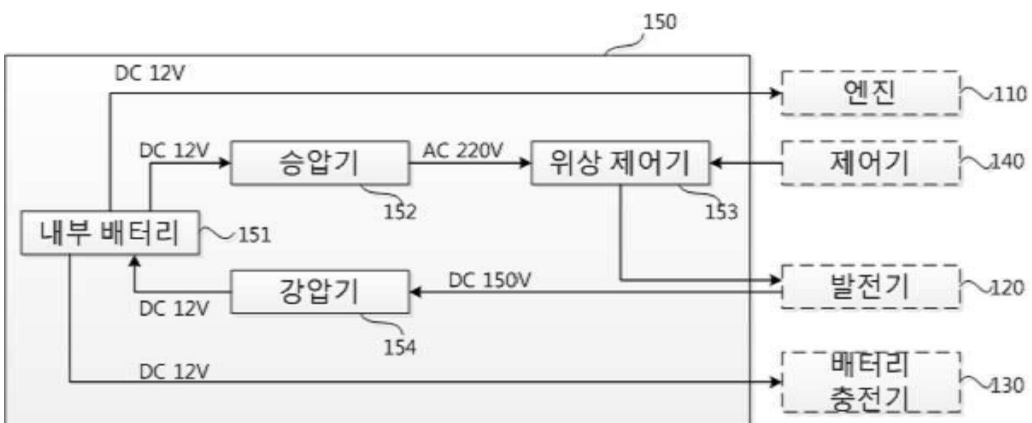 150
DC 12V
엔진
110
DC 12V
승압기
AC 220V
위상 제어기
제어기
140
152
153
내부 배터리
151
강압기
DC 150V
발전기
120
DC 12V
154
DC 12V
배터리
충전기
130